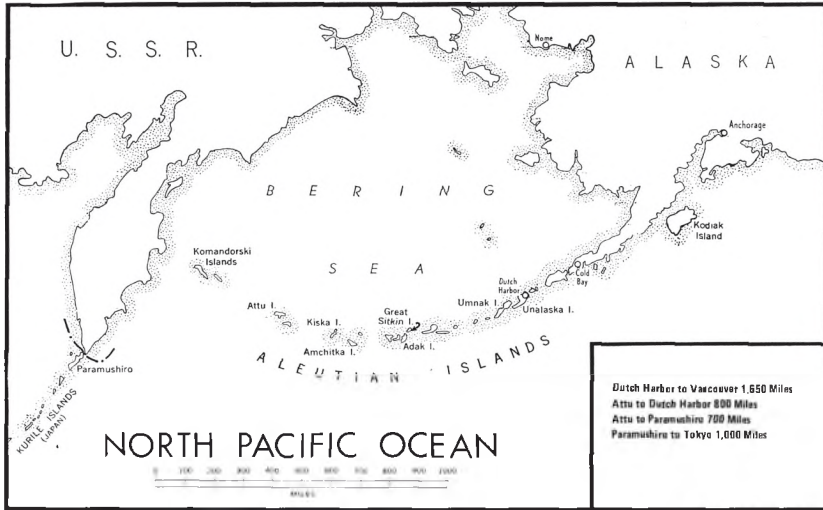 U. S. S. R.
Nome
ALASKA
Anchorage
BERING
SEA
Kodiak
Island
Komandorski
Islands
Cold
Bay
Dutch
Harbor
Umnak I.
Unalaska I.
Attu I.
Kiska I.
Great
Sitkin I.
Amchitka I.
Adak I.
ALEUTIAN ISLANDS
Paramushiro
KURILE ISLANDS
(JAPAN)
NORTH PACIFIC OCEAN
0 100 200 300 400 500 600 700 800 900 1000
MILES
Dutch Harbor to Vancouver 1,650 Miles
Attu to Dutch Harbor 800 Miles
Attu to Paramushiro 700 Miles
Paramushiro to Tokyo 1,000 Miles